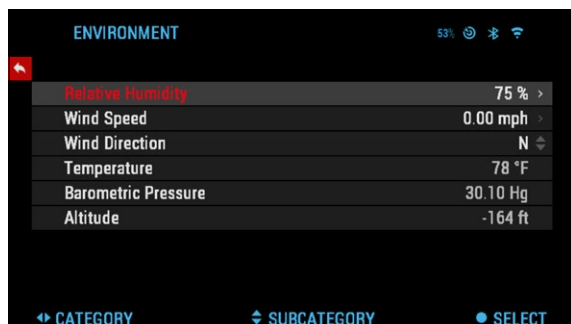 ENVIRONMENT 53%
Relative Humidity 75 %
Wind Speed 0.00 mph
Wind Direction N
Temperature 78 °F
Barometric Pressure 30.10 Hg
Altitude -164 ft
CATEGORY SUBCATEGORY SELECT